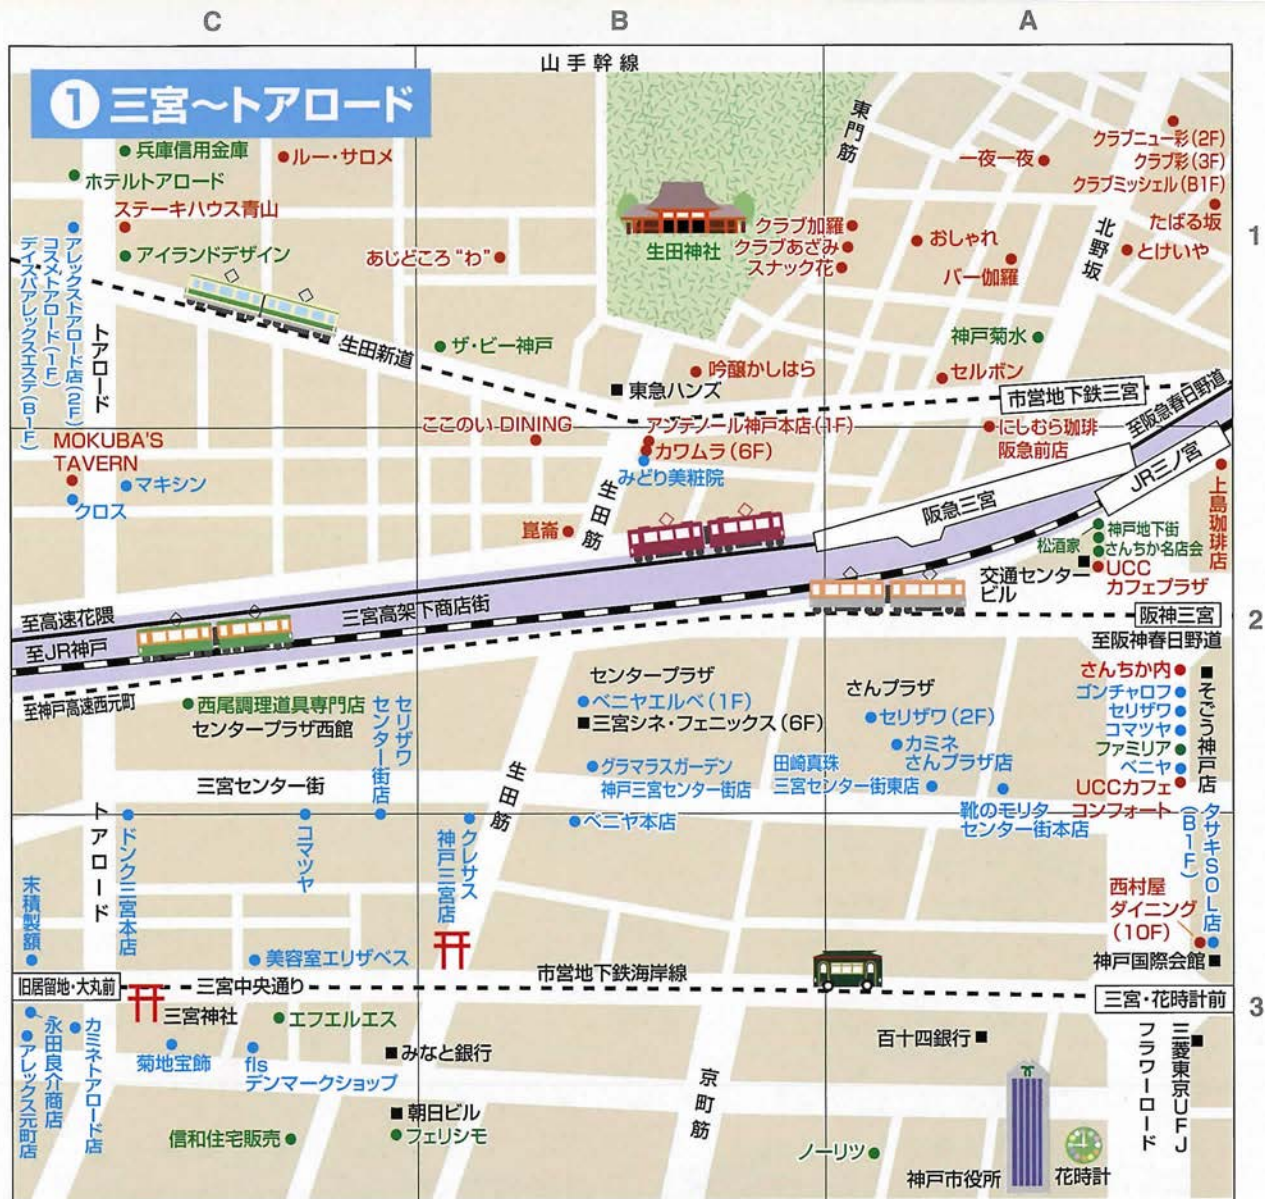 C
B
A
山手幹線
① 三宮～トアロード
兵庫信用金庫
ルー・サロメ
ホテルトアロード
ステーキハウス青山
アレックストアロード店(2F)
コスメトアロード(1F)
デイスパアレックスエステ(B1F)
アイランドデザイン
あじどころ“わ”
生田神社
東門筋
一夜一夜
クラブニュー彩(2F)
クラブ彩(3F)
クラブミッシェル(B1F)
たばる坂
クラブ加羅
クラブあざみ
スナック花
おしゃれ
バー伽羅
北野坂
とけいや
1
トアロード
生田新道
ザ・ビー神戸
神戸菊水
吟醸かしはら
セルボン
東急ハンズ
市営地下鉄三宮
至阪急春日野道
ここのい DINING
アンテノール神戸本店(1F)
カワムラ(6F)
みどり美粧院
にしむら珈琲
阪急前店
MOKUBA'S
TAVERN
マキシン
クロス
生田筋
崑崙
阪急三宮
JR三ノ宮
上島珈琲店
神戸地下街
松酒家
さんちか名店会
UCC
カフェプラザ
交通センター
ビル
至高速花隈
三宮高架下商店街
至JR神戸
阪神三宮
2
至阪神春日野道
至神戸高速西元町
西尾調理道具専門店
センタープラザ西館
セリザワ
センター街店
センタープラザ
ベニヤエルベ(1F)
三宮シネ・フェニックス(6F)
さんプラザ
セリザワ(2F)
カミネ
さんプラザ店
さんちか内
ゴンチャロフ
セリザワ
コマツヤ
ファミリア
ベニヤ
UCCカフェ
コンフォート
そごう神戸店
三宮センター街
グラマラスガーデン
神戸三宮センター街店
田崎真珠
三宮センター街東店
靴のモリタ
センター街本店
生田筋
トアロード
ドンク三宮本店
コマツヤ
クレサス
神戸三宮店
ベニヤ本店
タサキSOL店
(B1F)
末積製額
西村屋
ダイニング
(10F)
美容室エリザベス
神戸国際会館
市営地下鉄海岸線
旧居留地・大丸前
三宮中央通り
三宮・花時計前
3
三宮神社
エフエルエス
永田良介商店
アレックス元町店
カミネトアロード店
菊地宝飾
fls
デンマークショップ
みなと銀行
百十四銀行
三菱東京UFJ
フラワーロード
京町筋
朝日ビル
フェリシモ
信和住宅販売
ノーリツ
神戸市役所
花時計